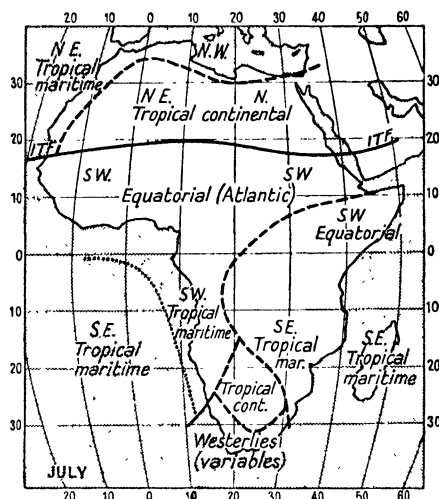 20 10 0 10 20 30 40 50 60
N E.
Tropical
maritime
N.W.
30
30
N E.
N.
Tropical continental
20
20
ITF.
ITF.
SW.
SW
Equatorial (Atlantic)
10
10
SW
Equatorial
0
0
SW.
Tropical
maritime
10
10
S.E.
Tropical
maritime
S.E.
Tropical
mar.
S.E.
Tropical
maritime
20
20
Tropical
cont.
30
30
Westerlies
(variables)
JULY
20 10 0 10 20 30 40 50